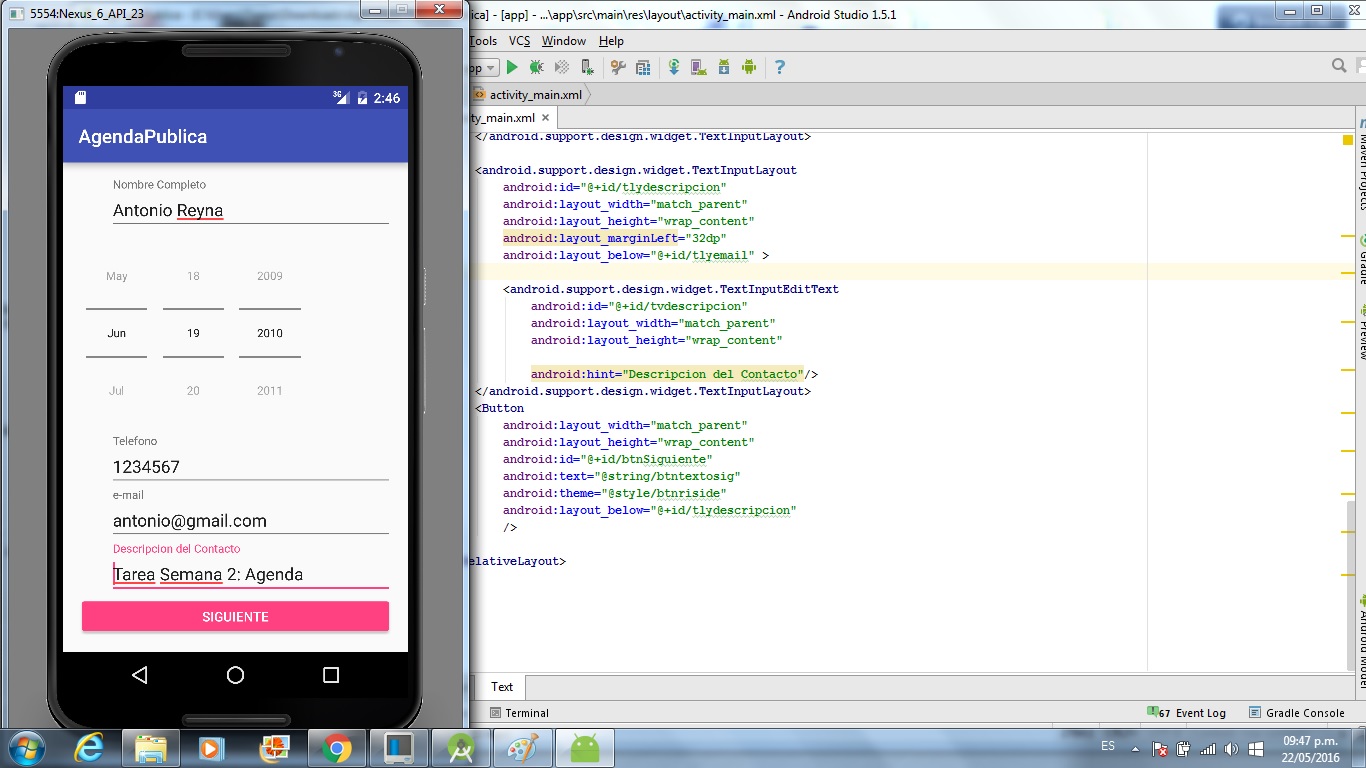 5554:Nexus_6_API_23
3G 2:46
AgendaPublica
Nombre Completo
Antonio Reyna
May 18 2009
Jun 19 2010
Jul 20 2011
Telefono
1234567
e-mail
antonio@gmail.com
Descripcion del Contacto
Tarea Semana 2: Agenda
SIGUIENTE
[app] - ...\app\src\main\res\layout\activity_main.xml - Android Studio 1.5.1
Tools VCS Window Help
activity_main.xml
ty_main.xml
</android.support.design.widget.TextInputLayout>
<android.support.design.widget.TextInputLayout
android:id="@+id/tlydescripcion"
android:layout_width="match_parent"
android:layout_height="wrap_content"
android:layout_marginLeft="32dp"
android:layout_below="@+id/tlyemail" >
<android.support.design.widget.TextInputEditText
android:id="@+id/tvdescripcion"
android:layout_width="match_parent"
android:layout_height="wrap_content"
android:hint="Descripcion del Contacto"/>
</android.support.design.widget.TextInputLayout>
<Button
android:layout_width="match_parent"
android:layout_height="wrap_content"
android:id="@+id/btnSiguiente"
android:text="@string/btntextosig"
android:theme="@style/btnriside"
android:layout_below="@+id/tlydescripcion"
/>
elativeLayout>
Maven Projects
Gradle
Preview
Android Model
Text
Terminal
67 Event Log
Gradle Console
ES
09:47 p.m.
22/05/2016